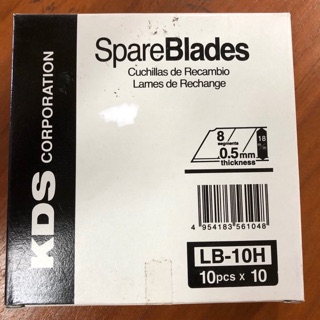 SpareBlades
Cuchillas de Recambio
Lames de Rechange
KDS CORPORATION
8
segments
18
0.5mm
thickness
4 954183 561048
LB-10H
10pcs x 10